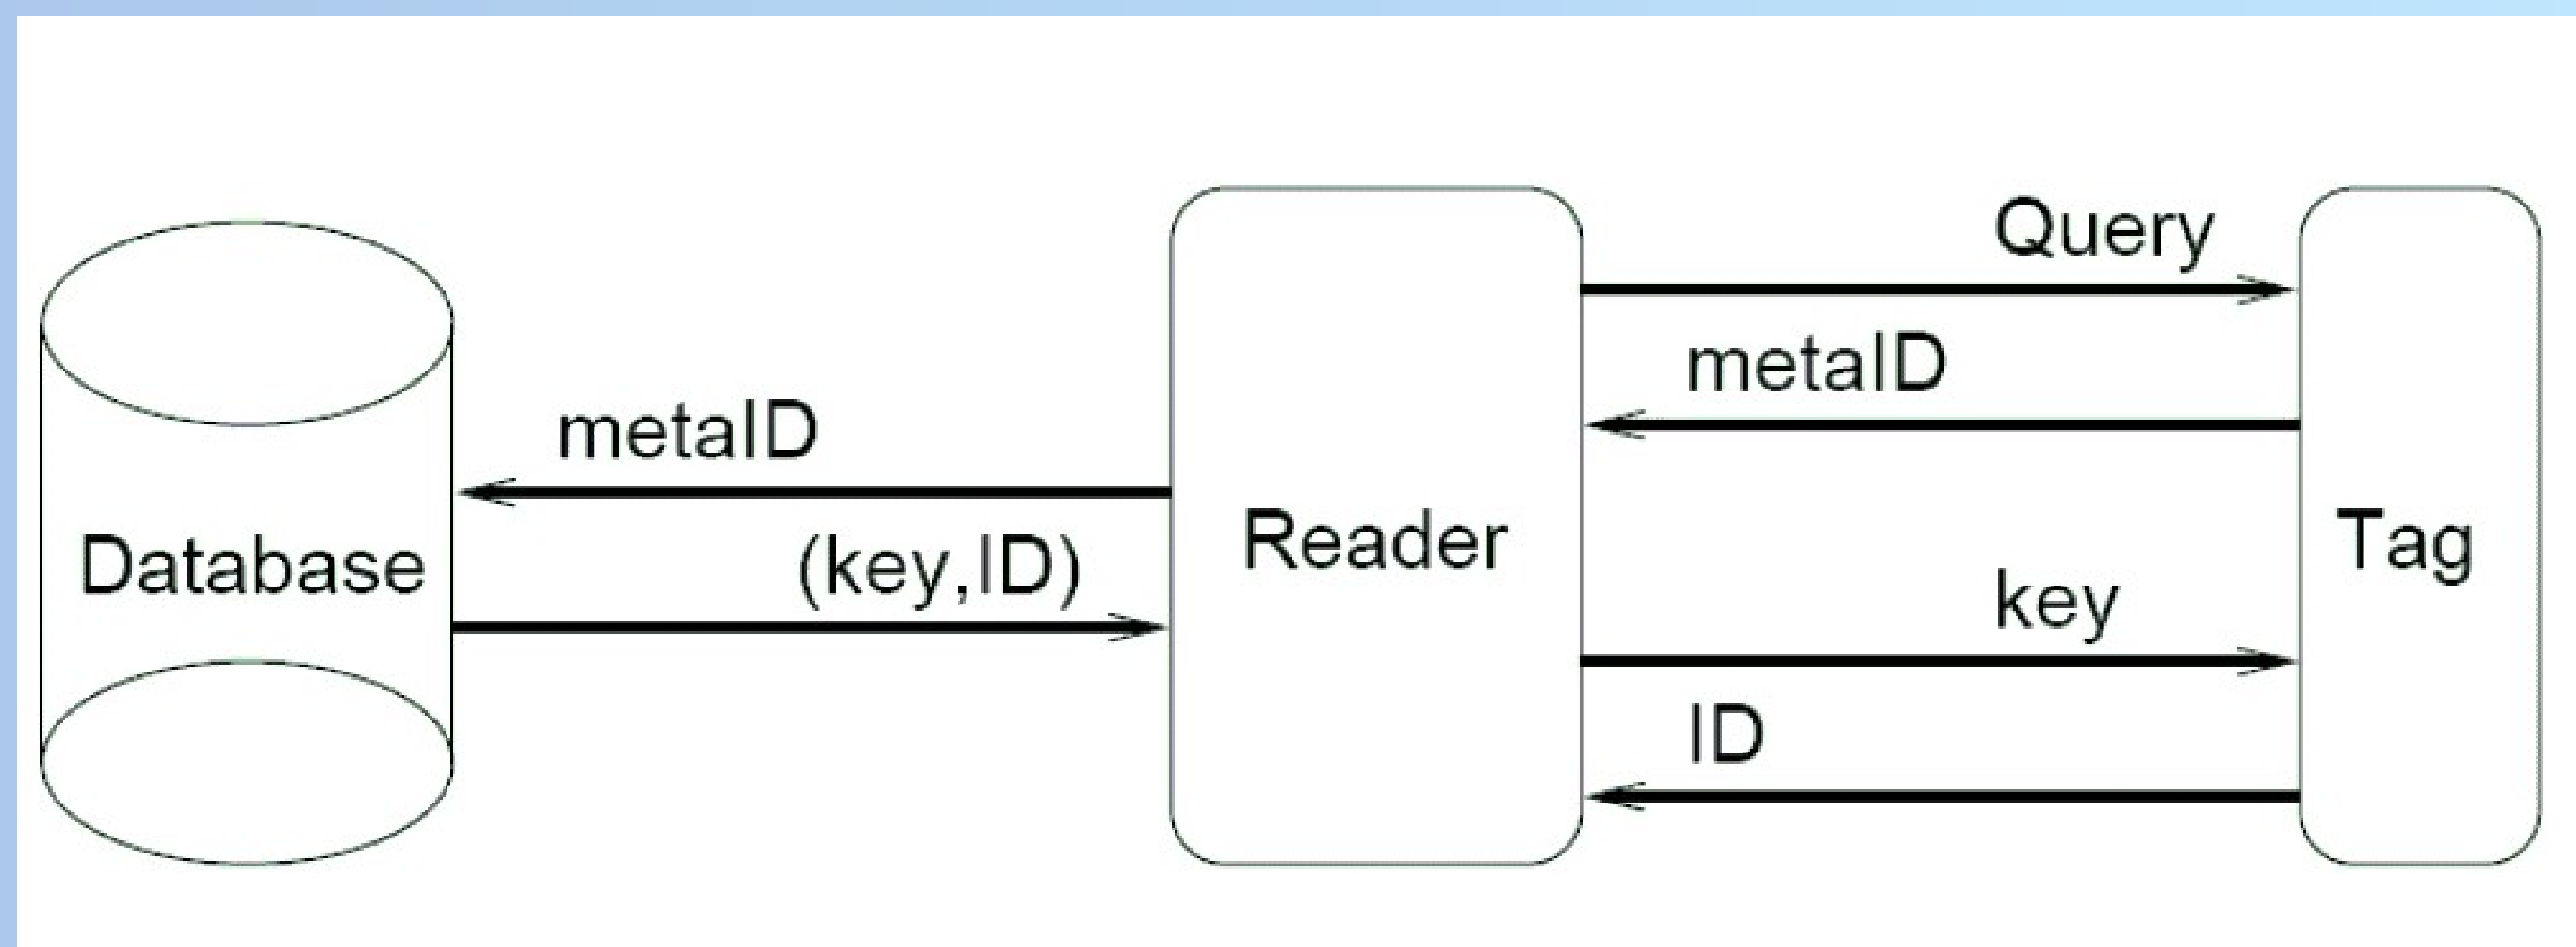 Query
metaID
metaID
Database
(key,ID)
Reader
Tag
key
ID